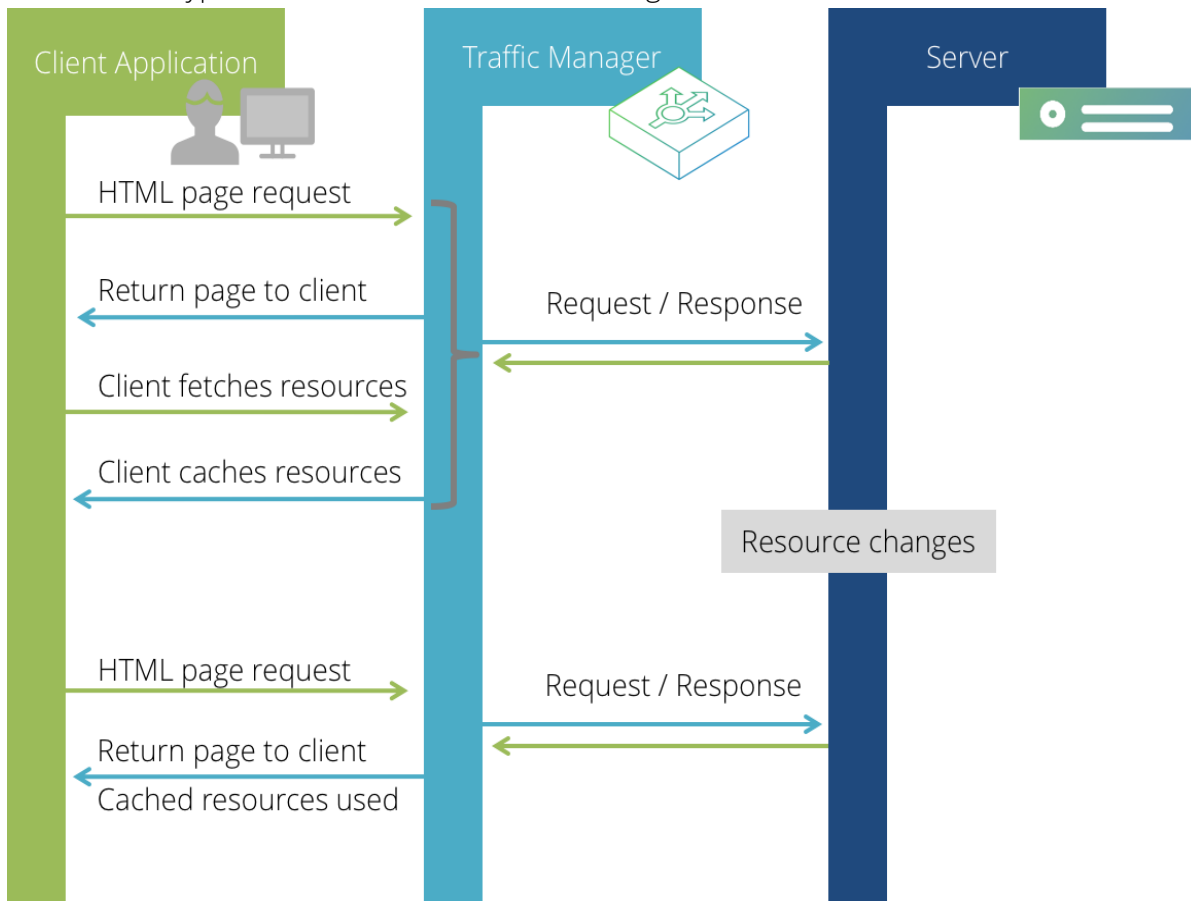 Client Application
Traffic Manager
Server
HTML page request
Return page to client
Request / Response
Client fetches resources
Client caches resources
Resource changes
HTML page request
Request / Response
Return page to client
Cached resources used